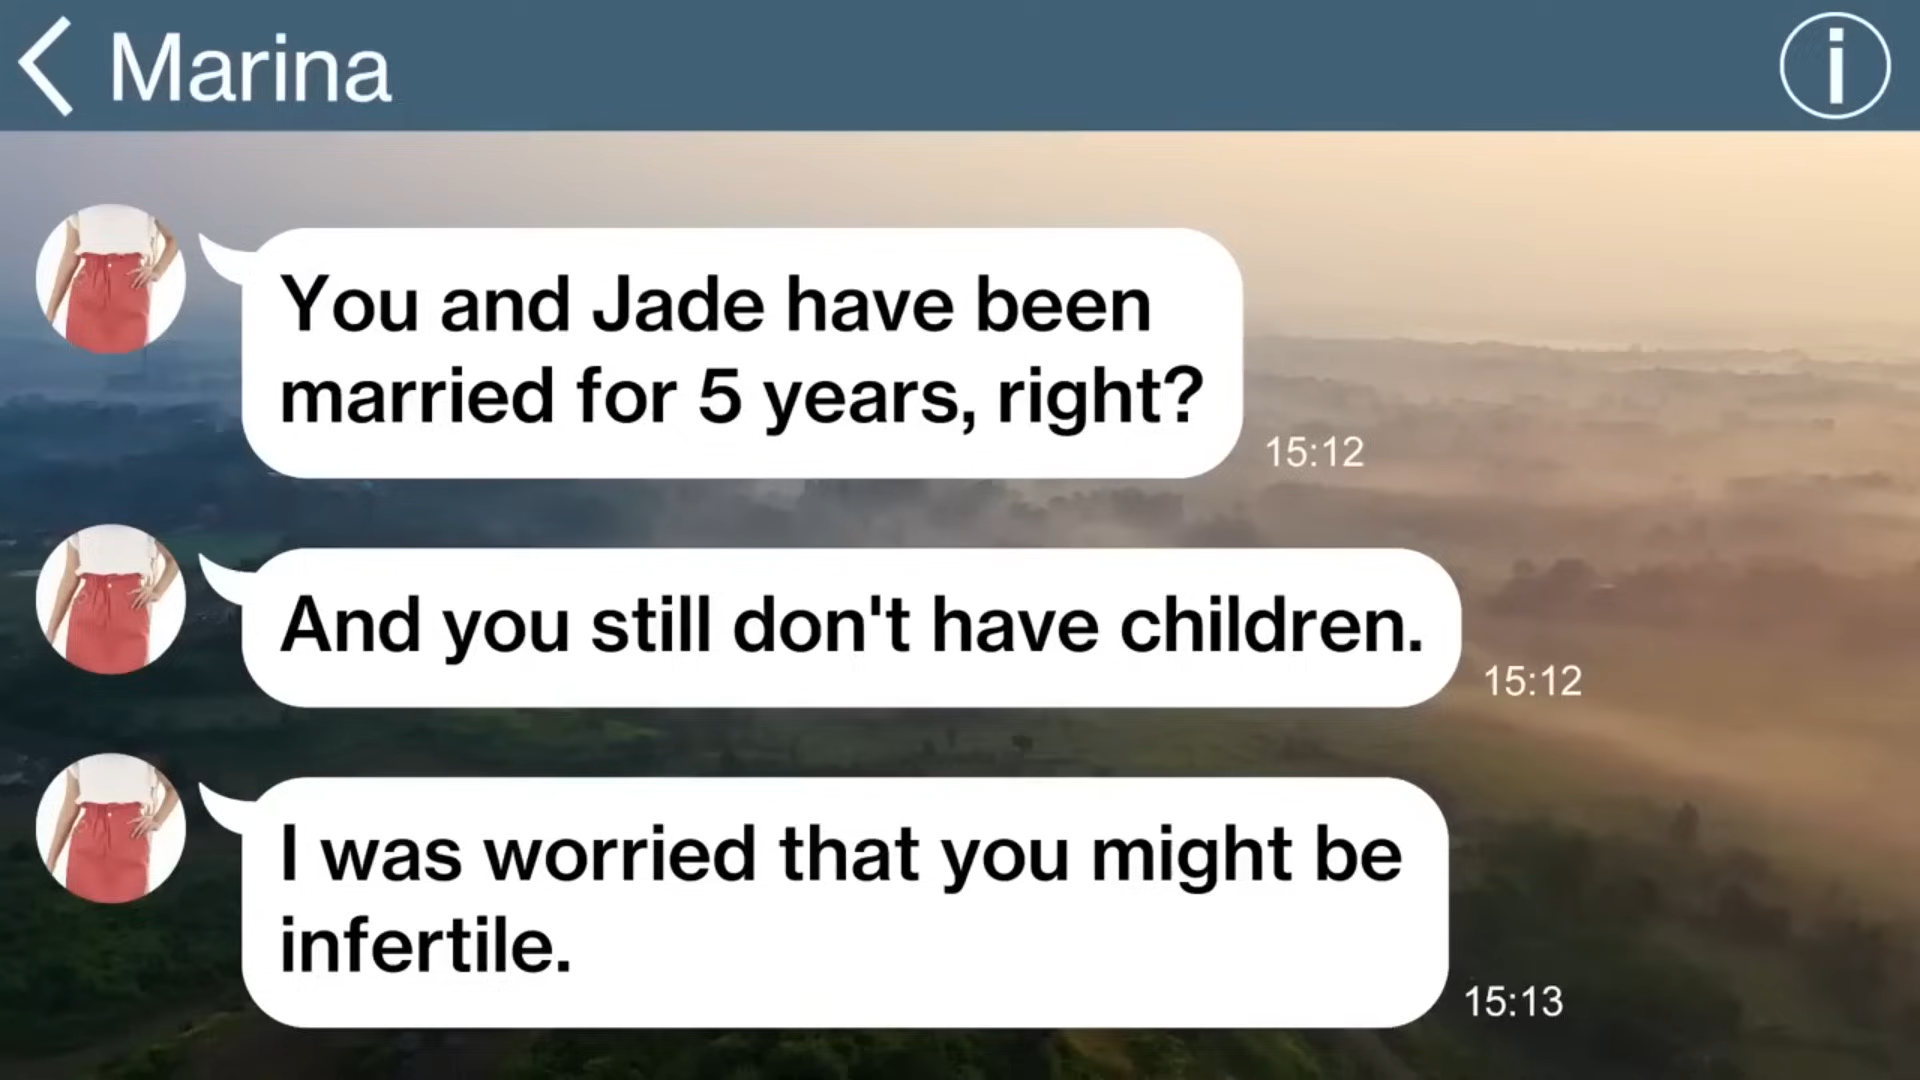 Marina
You and Jade have been
married for 5 years, right?
15:12
And you still don't have children.
15:12
I was worried that you might be
infertile.
15:13